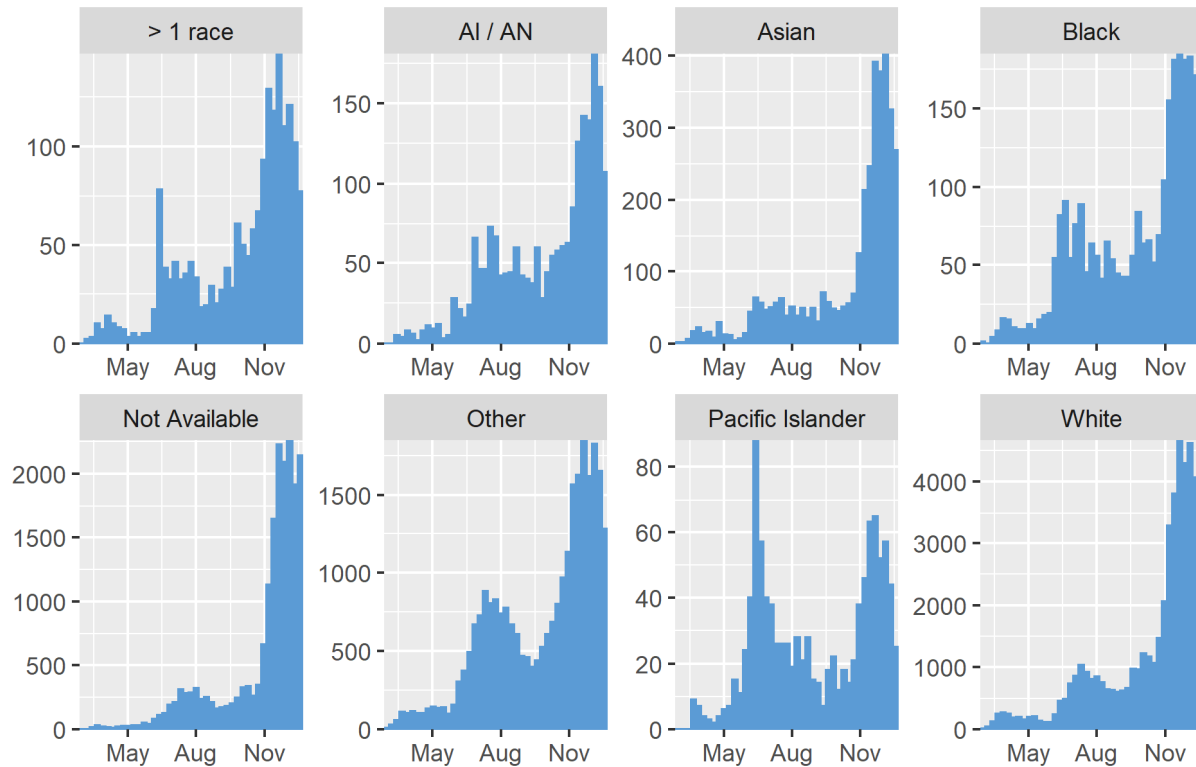 > 1 race
AI / AN
Asian
Black
100
50
0
150
100
50
0
400
300
200
100
0
150
100
50
0
May Aug Nov
May Aug Nov
May Aug Nov
May Aug Nov
Not Available
Other
Pacific Islander
White
2000
1500
1000
500
0
1500
1000
500
0
80
60
40
20
0
4000
3000
2000
1000
0
May Aug Nov
May Aug Nov
May Aug Nov
May Aug Nov